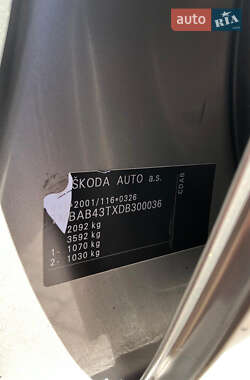 auto RIA
ŠKODA AUTO a.s.
2001/116*0326
BAB43TXDB300036
2092 kg
3592 kg
1- 1070 kg
2- 1030 kg